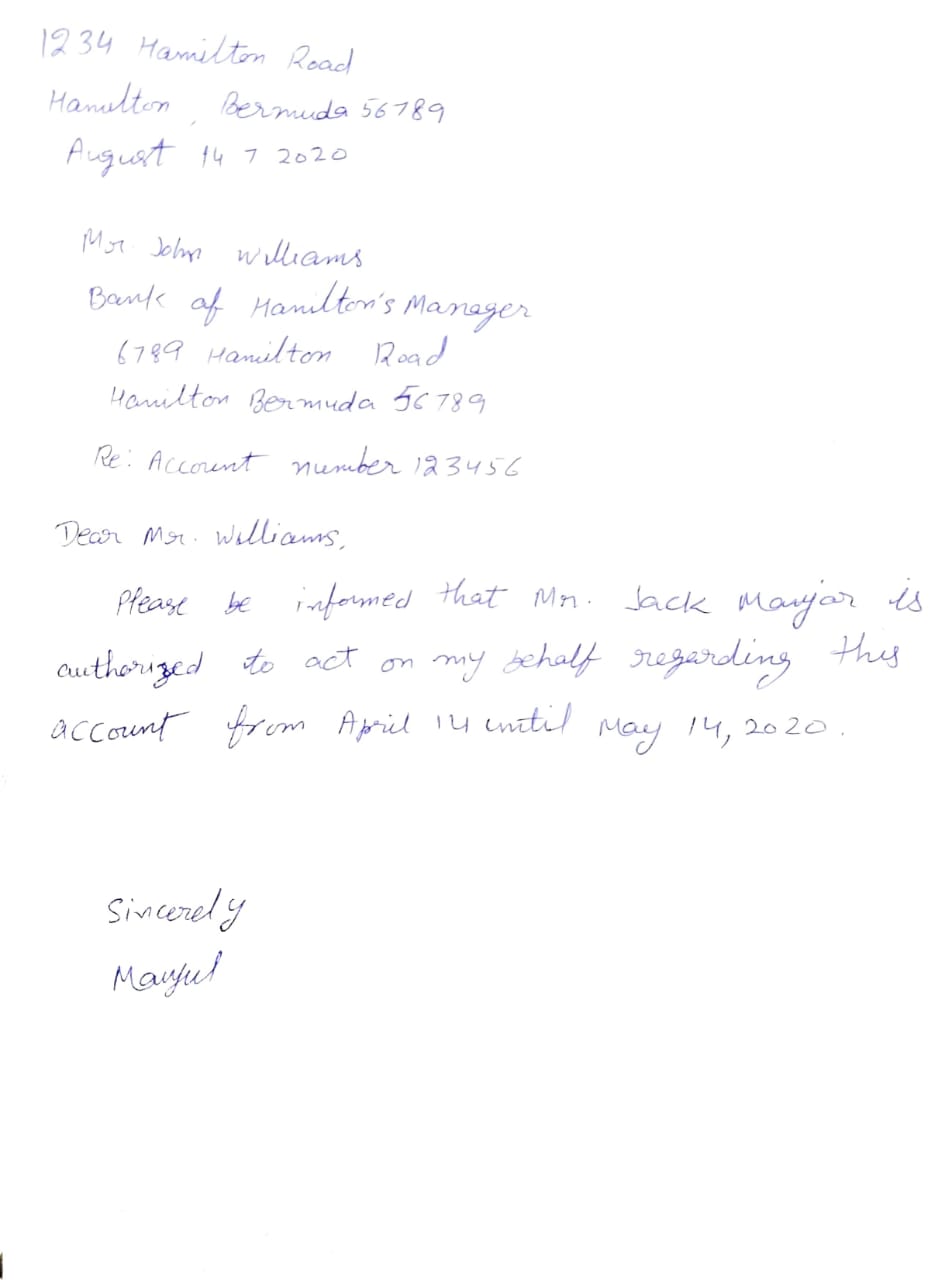 1234 Hamilton Road
Hamilton, Bermuda 56789
August 14 7 2020
Mr. John Williams
Bank of Hamilton's Manager
6789 Hamilton Road
Hamilton Bermuda 56789
Re: Account number 123456
Dear Mr. Williams,
Please be informed that Mr. Jack Manjar is
authorized to act on my behalf regarding this
account from April 14 until May 14, 2020.
Sincerely
Manjul